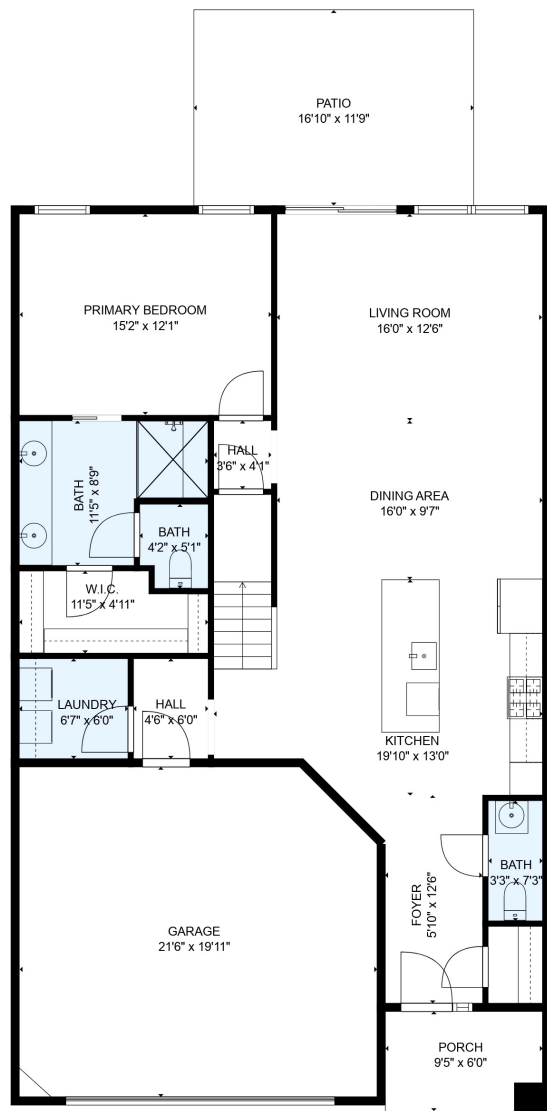 PATIO
16'10" x 11'9"
PRIMARY BEDROOM
15'2" x 12'1"
LIVING ROOM
16'0" x 12'6"
HALL
3'6" x 4'1"
BATH
11'5" x 8'9"
DINING AREA
16'0" x 9'7"
BATH
4'2" x 5'1"
W.I.C.
11'5" x 4'11"
LAUNDRY
6'7" x 6'0"
HALL
4'6" x 6'0"
KITCHEN
19'10" x 13'0"
BATH
3'3" x 7'3"
FOYER
5'10" x 12'6"
GARAGE
21'6" x 19'11"
PORCH
9'5" x 6'0"